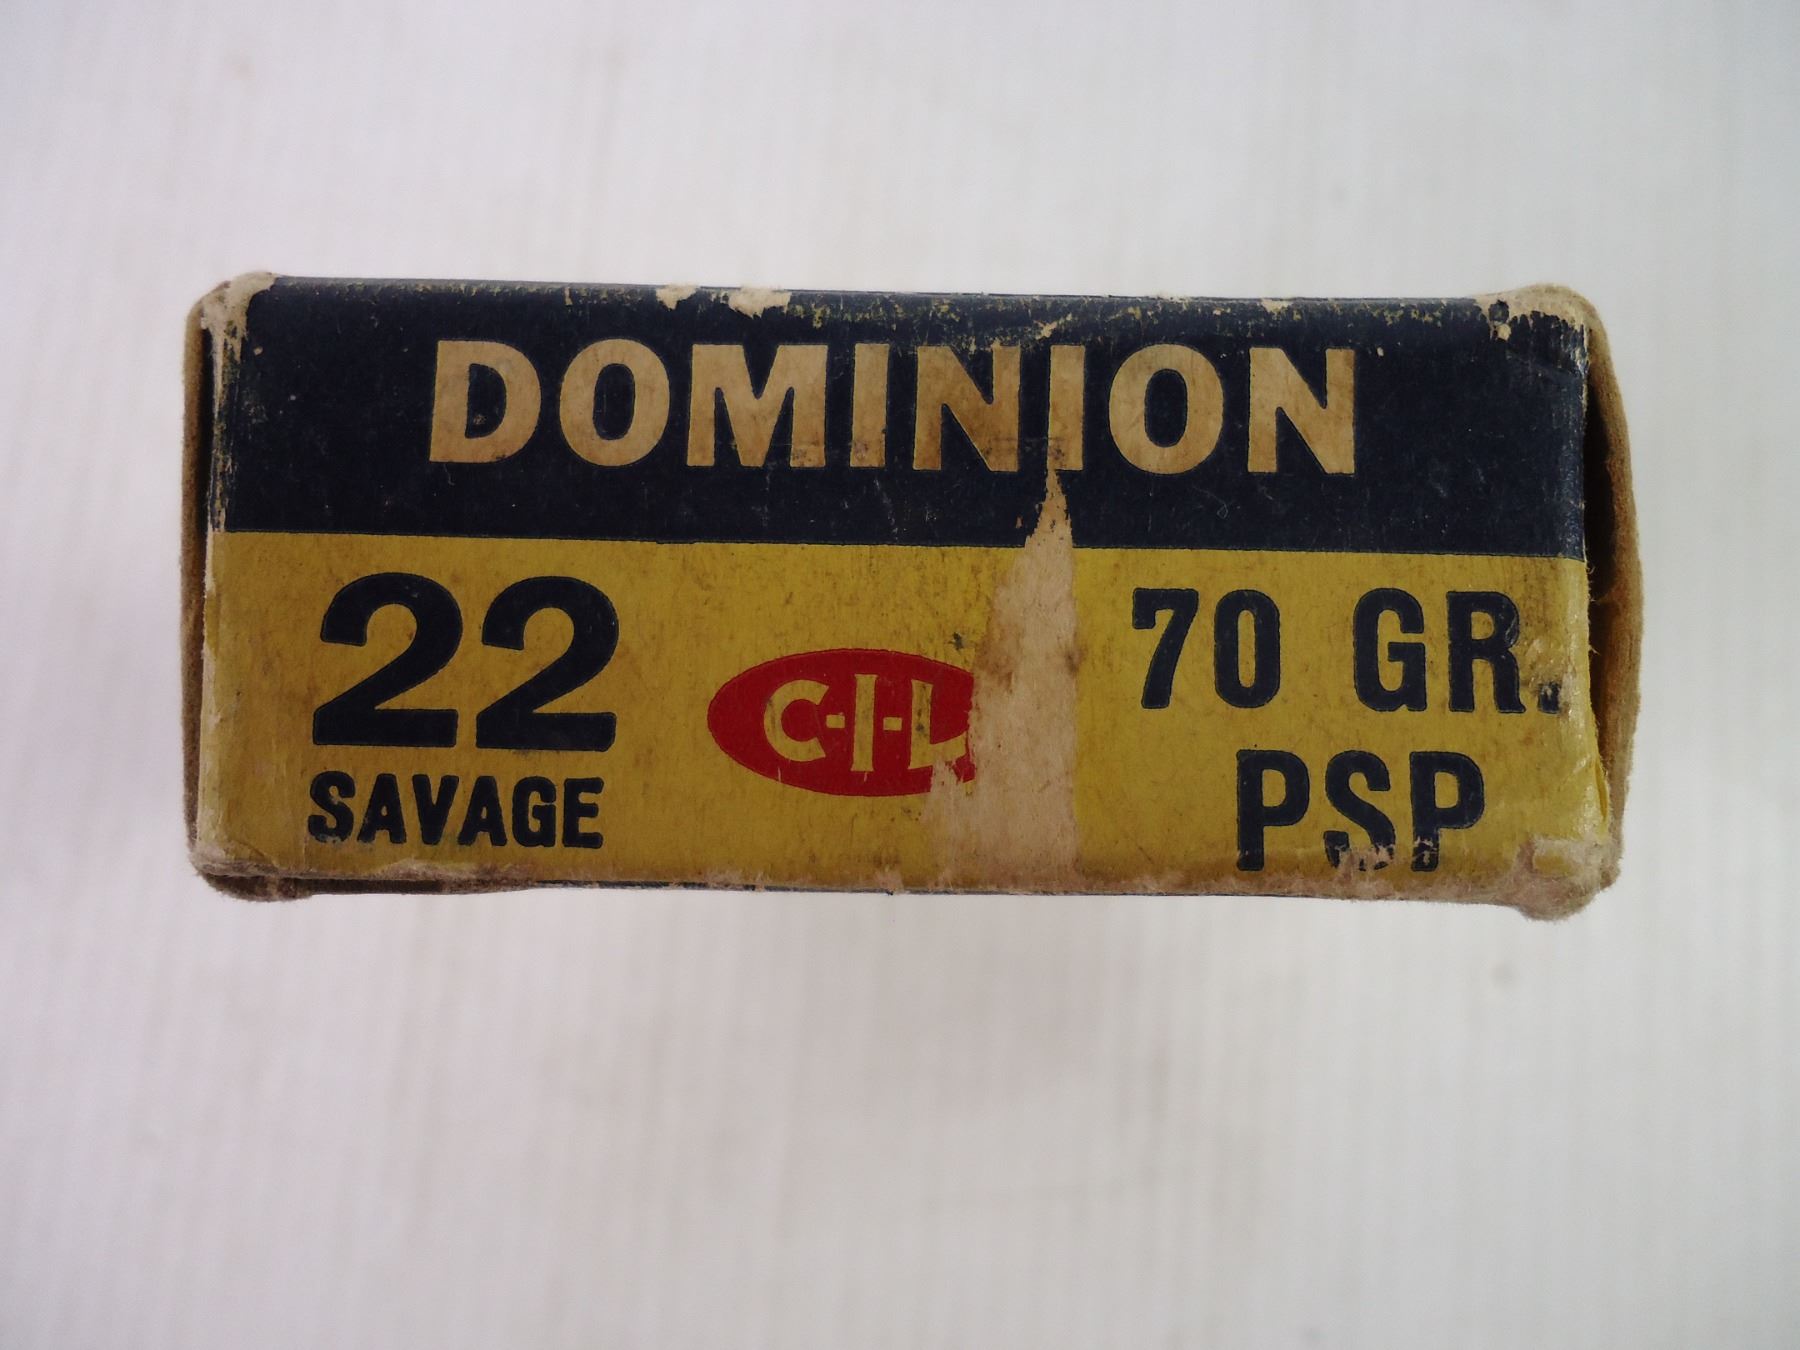 DOMINION
22
SAVAGE
C-I-L
70 GR.
PSP